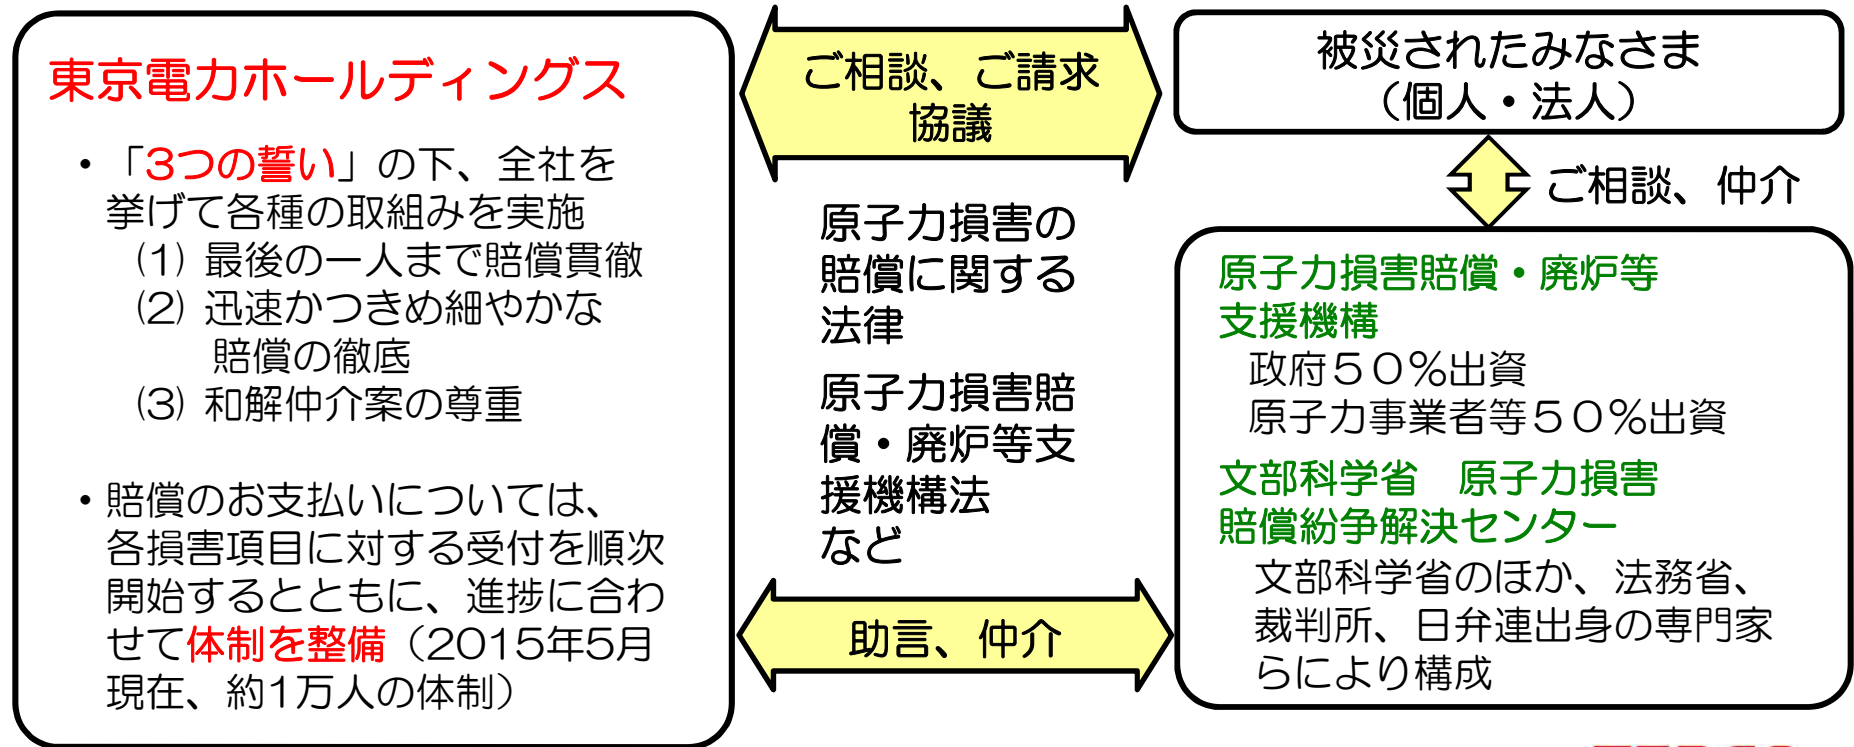 東京電力ホールディングス
・「3つの誓い」の下、全社を
挙げて各種の取組みを実施
(1) 最後の一人まで賠償貫徹
(2) 迅速かつきめ細やかな
賠償の徹底
(3) 和解仲介案の尊重
・賠償のお支払いについては、
各損害項目に対する受付を順次
開始するとともに、進捗に合わ
せて体制を整備（2015年5月
現在、約1万人の体制）
ご相談、ご請求
協議
原子力損害の
賠償に関する
法律
原子力損害賠
償・廃炉等支
援機構法
など
助言、仲介
被災されたみなさま
（個人・法人）
ご相談、仲介
原子力損害賠償・廃炉等
支援機構
政府５０％出資
原子力事業者等５０％出資
文部科学省　原子力損害
賠償紛争解決センター
文部科学省のほか、法務省、
裁判所、日弁連出身の専門家
らにより構成